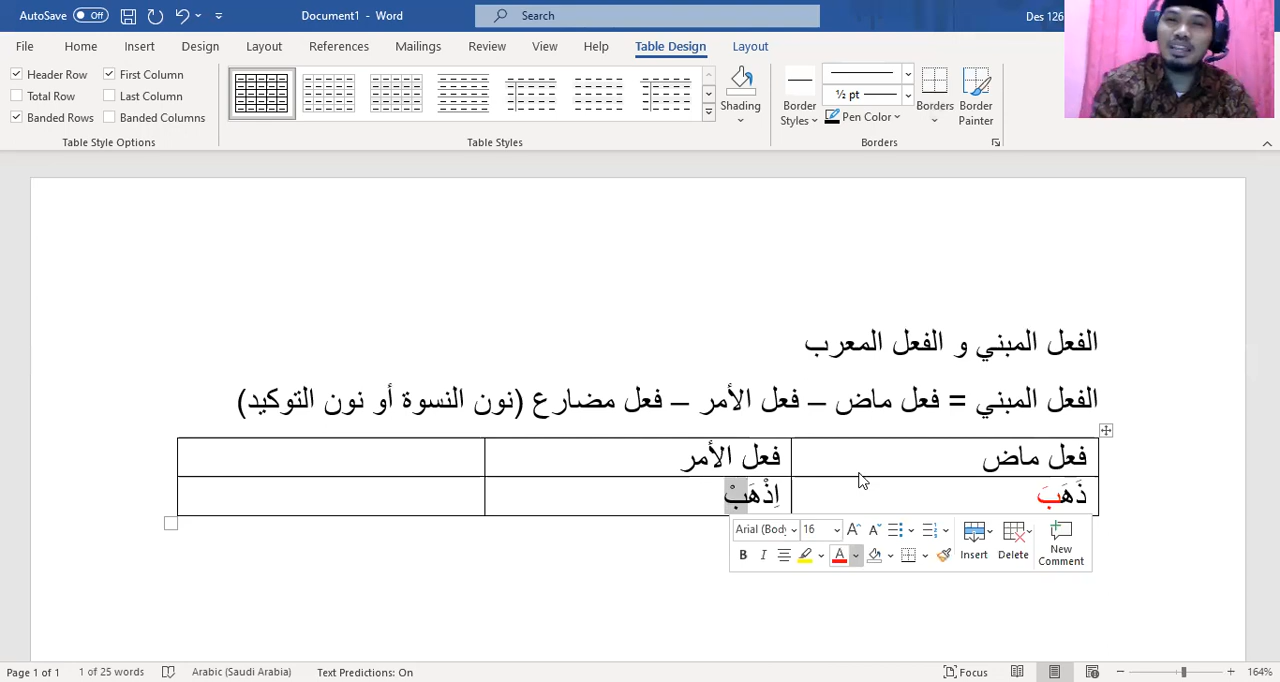 AutoSave Off Document1 - Word Search Des 126
File Home Insert Design Layout References Mailings Review View Help Table Design Layout
Header Row First Column
Total Row Last Column
Banded Rows Banded Columns
Shading
Border Styles
½ pt
Pen Color
Borders
Border Painter
Table Style Options Table Styles Borders
الفعل المبني و الفعل المعرب
الفعل المبني = فعل ماض – فعل الأمر – فعل مضارع (نون النسوة أو نون التوكيد)
فعل ماض فعل الأمر
ذَهَبَ اِذْهَبْ
Arial (Body 16
Insert Delete New Comment
B I A
Page 1 of 1 1 of 25 words Arabic (Saudi Arabia) Text Predictions: On Focus 164%